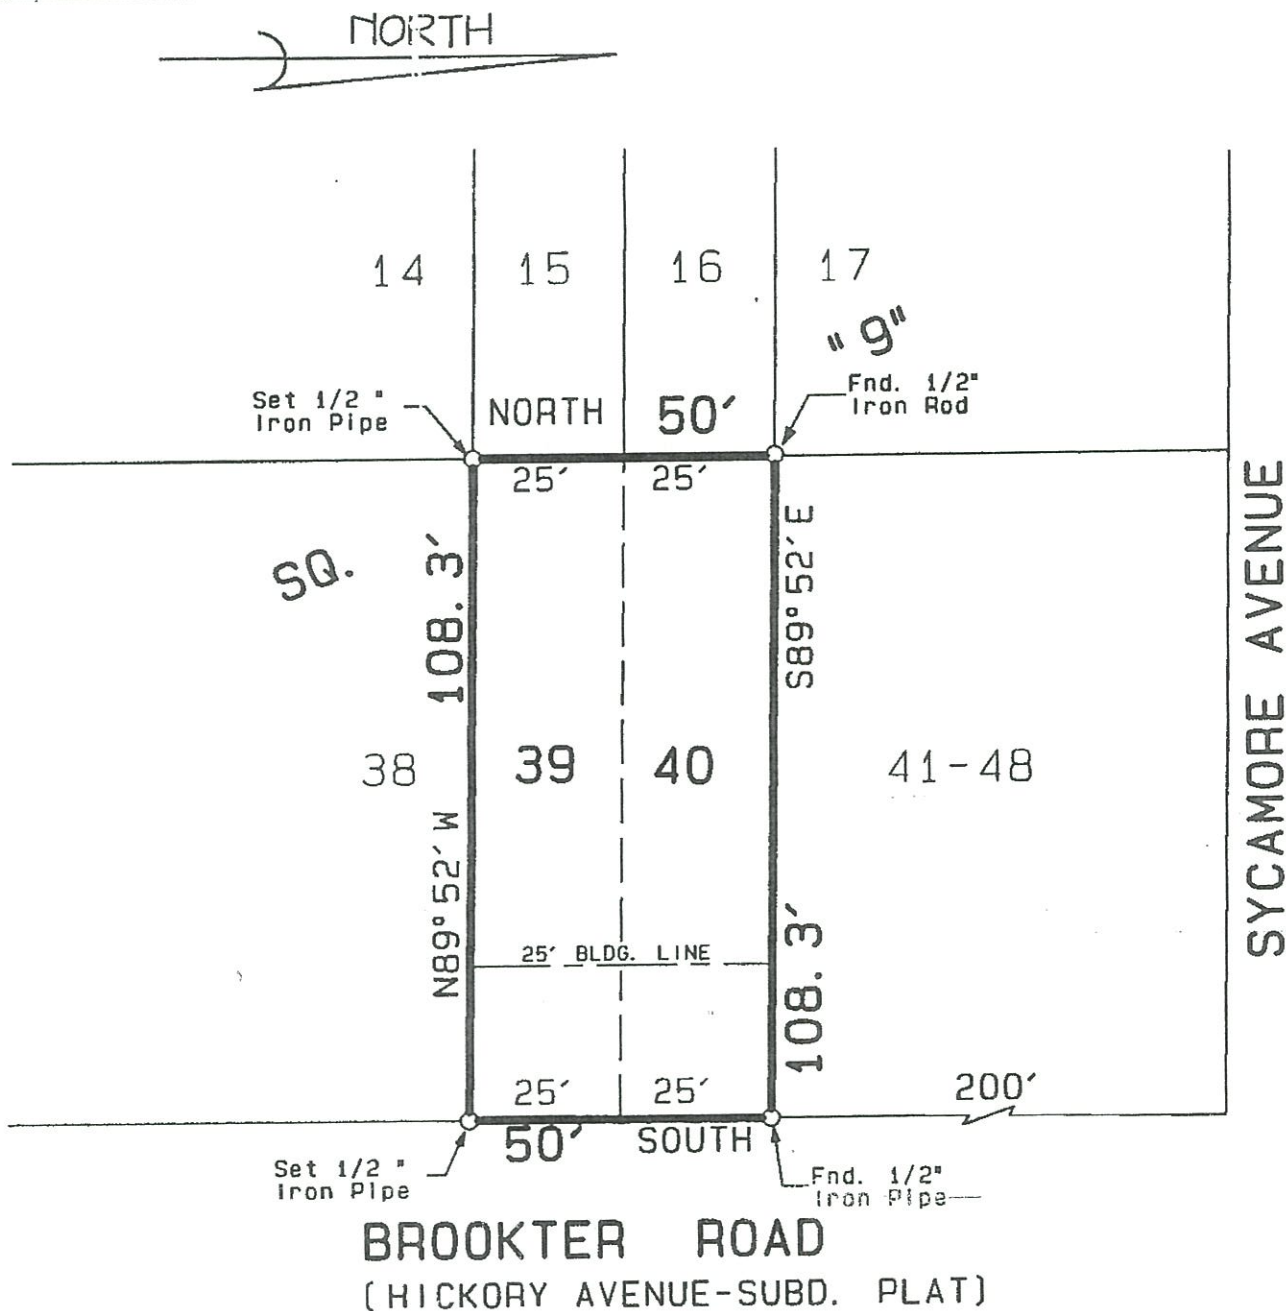 NORTH
14 15 16 17
" 9"
Set 1/2 "
Iron Pipe
NORTH 50'
Fnd. 1/2"
Iron Rod
25' 25'
SQ.
108. 3'
S89° 52' E
38 39 40 41-48
N89° 52' W
25' BLDG. LINE
108. 3'
SYCAMORE AVENUE
25' 25'
200'
50' SOUTH
Set 1/2 "
Iron Pipe
Fnd. 1/2"
Iron Pipe
BROOKTER ROAD
(HICKORY AVENUE-SUBD. PLAT)